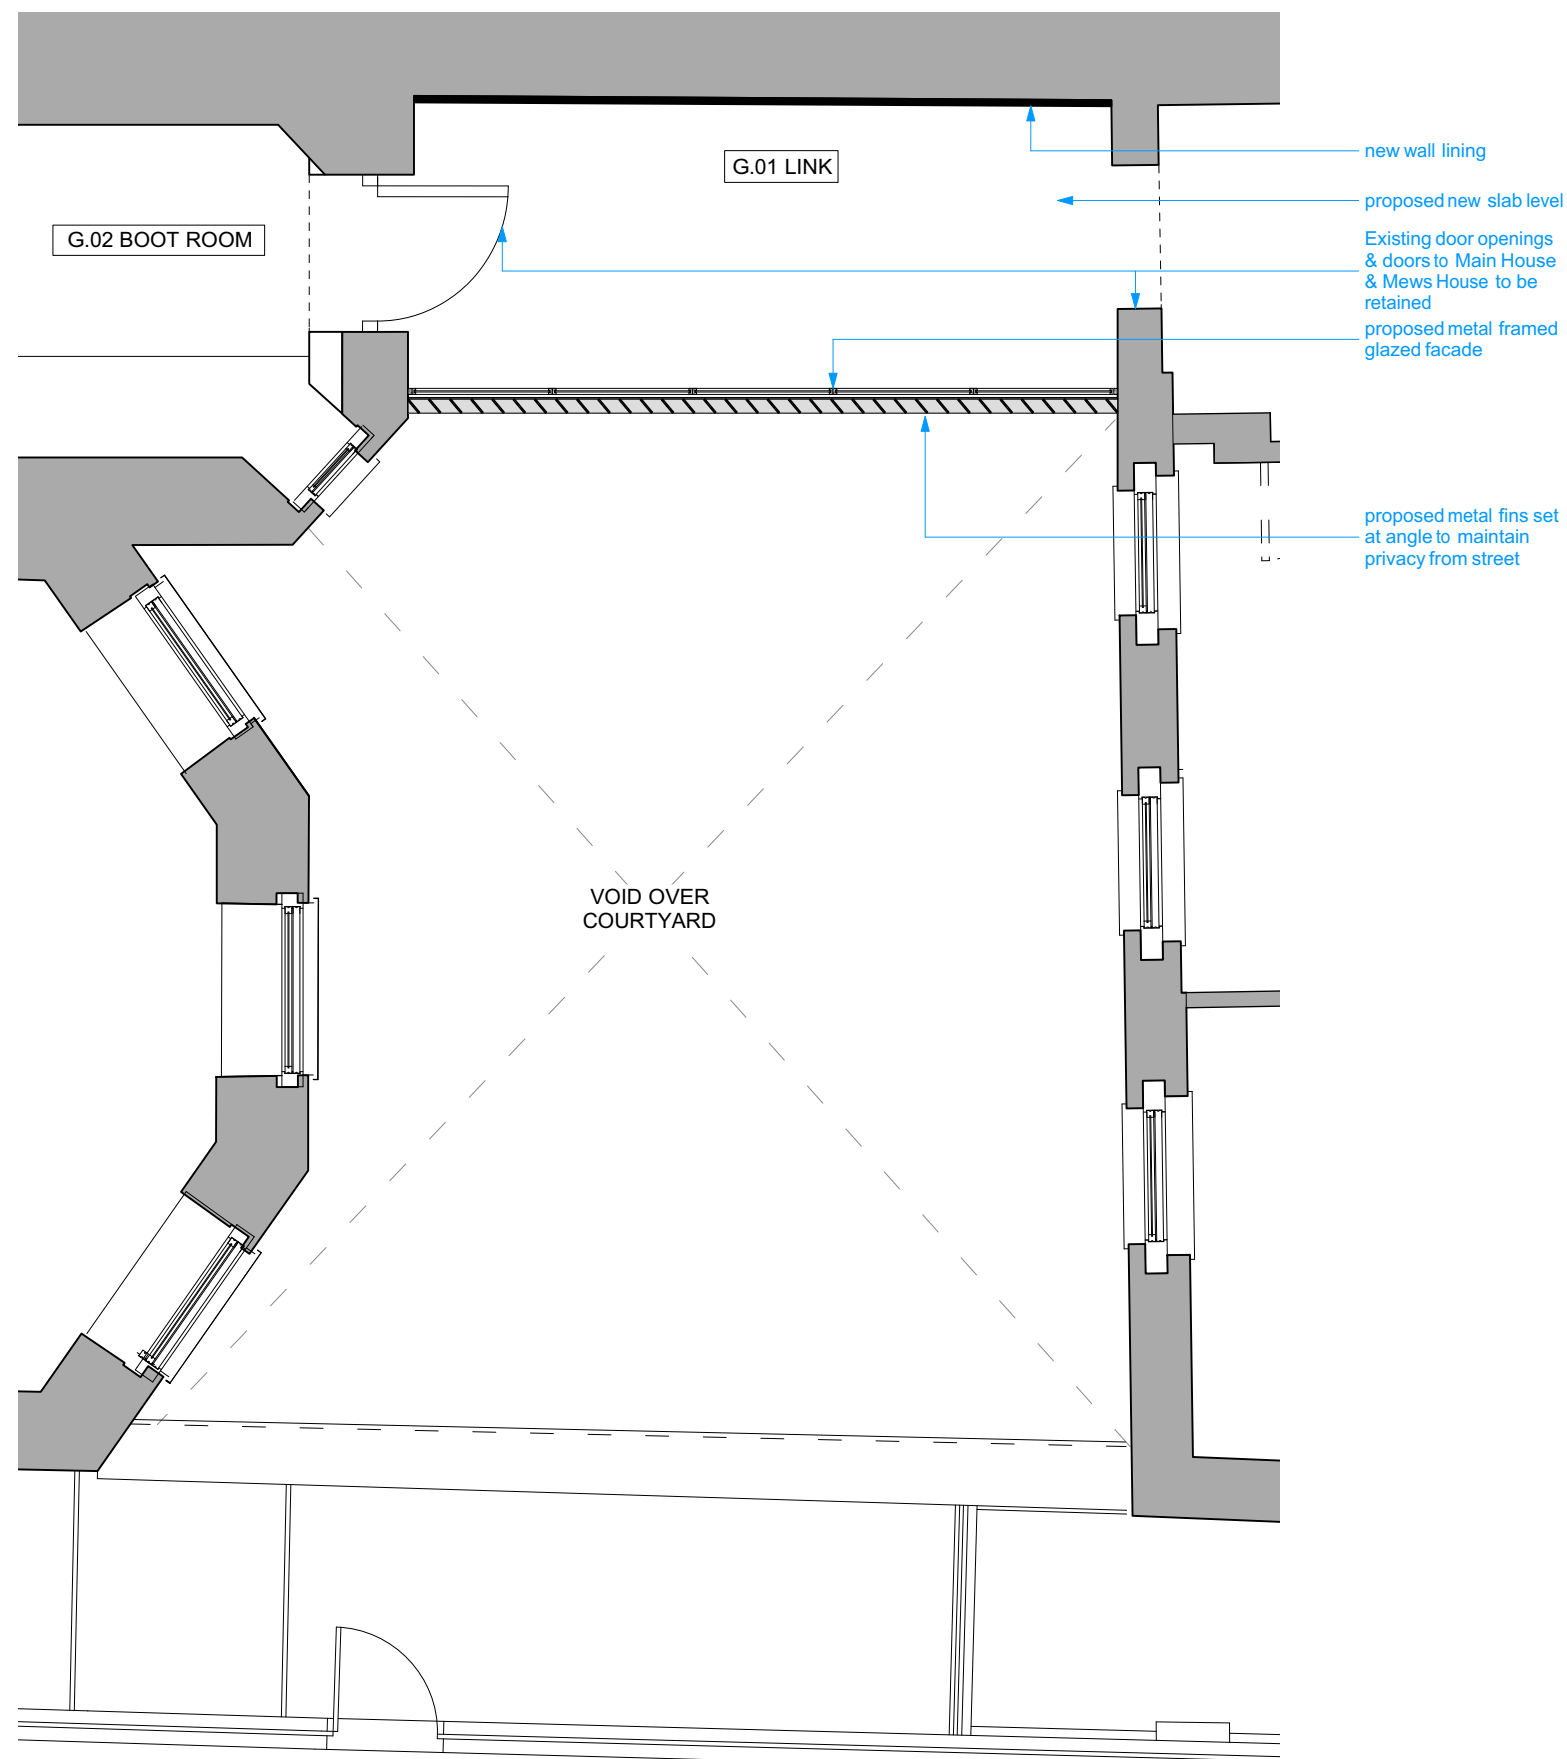 new wall lining
G.01 LINK
proposed new slab level
G.02 BOOT ROOM
Existing door openings
& doors to Main House
& Mews House to be
retained
proposed metal framed
glazed facade
proposed metal fins set
at angle to maintain
privacy from street
VOID OVER
COURTYARD